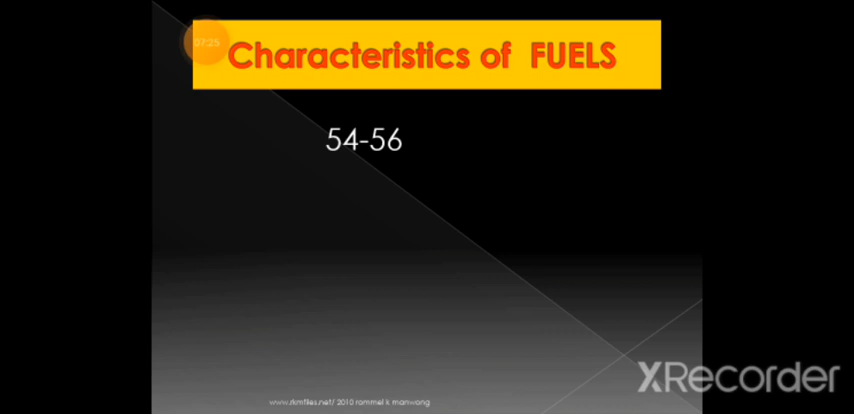 07:25
Characteristics of FUELS
54-56
www.rkmfiles.net/ 2010 rommel k manwong
XRecorder